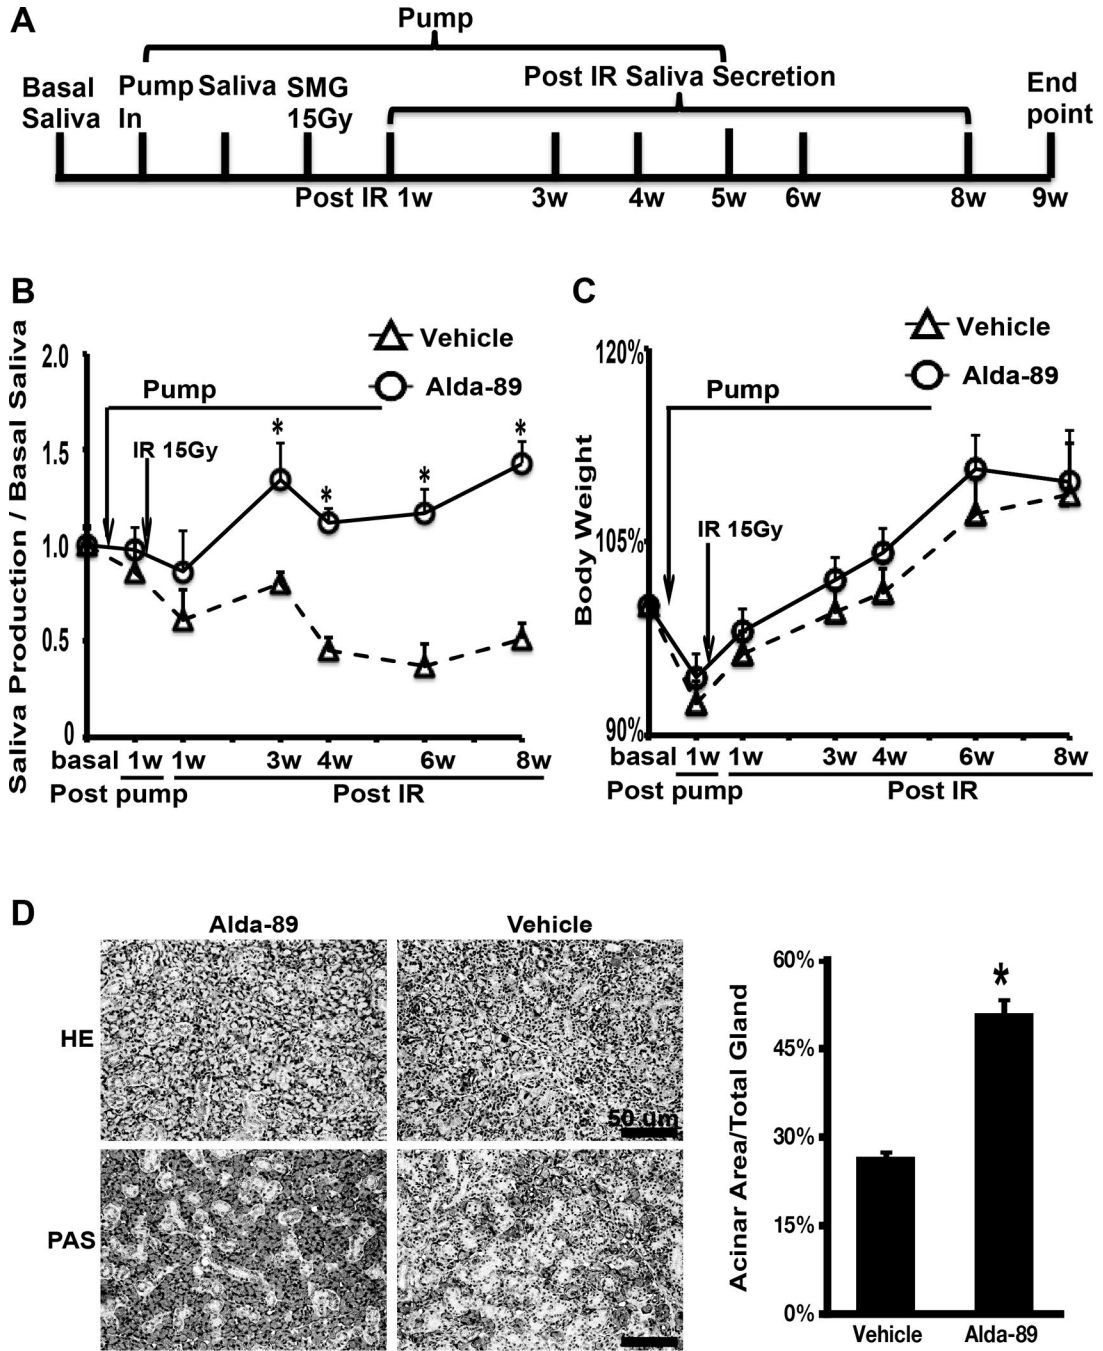 A
Pump
Post IR Saliva Secretion
Basal
Saliva
Pump
In
Saliva
SMG
15Gy
End
point
Post IR 1w 3w 4w 5w 6w 8w 9w
B
Vehicle
Alda-89
Saliva Production / Basal Saliva
2.0
1.5
1.0
0.5
0
Pump
IR 15Gy
*
*
*
*
basal 1w 1w 3w 4w 6w 8w
Post pump Post IR
C
Vehicle
Alda-89
Body Weight
120%
105%
90%
Pump
IR 15Gy
basal 1w 1w 3w 4w 6w 8w
Post pump Post IR
D
Alda-89 Vehicle
HE
50 um
PAS
Acinar Area/Total Gland
60%
45%
30%
15%
0%
*
Vehicle Alda-89